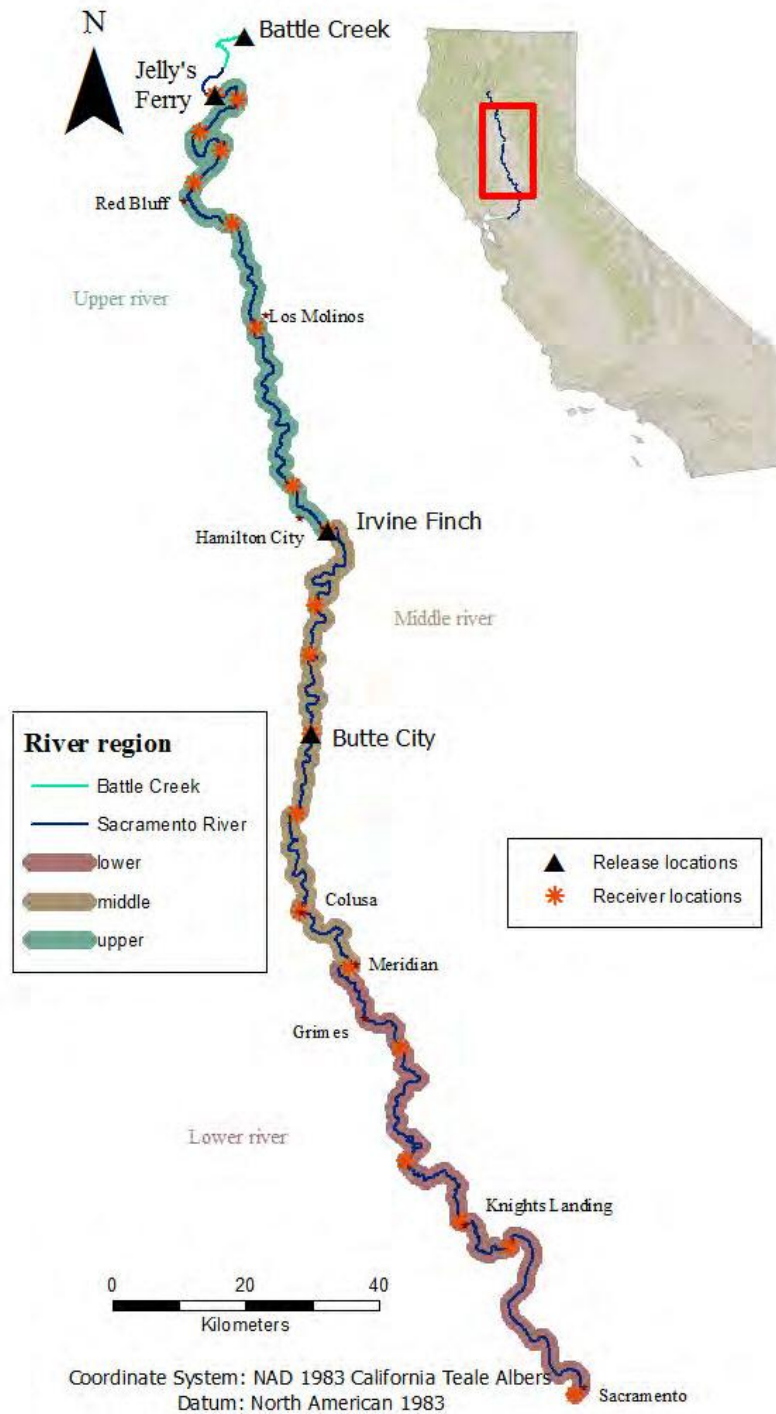 N
Battle Creek
Jelly's
Ferry
Red Bluff
Upper river
Los Molinos
Irvine Finch
Hamilton City
Middle river
River region
Battle Creek
Sacramento River
lower
middle
upper
Butte City
Release locations
Receiver locations
Colusa
Meridian
Grimes
Lower river
Knights Landing
0 20 40
Kilometers
Sacramento
Coordinate System: NAD 1983 California Teale Albers
Datum: North American 1983